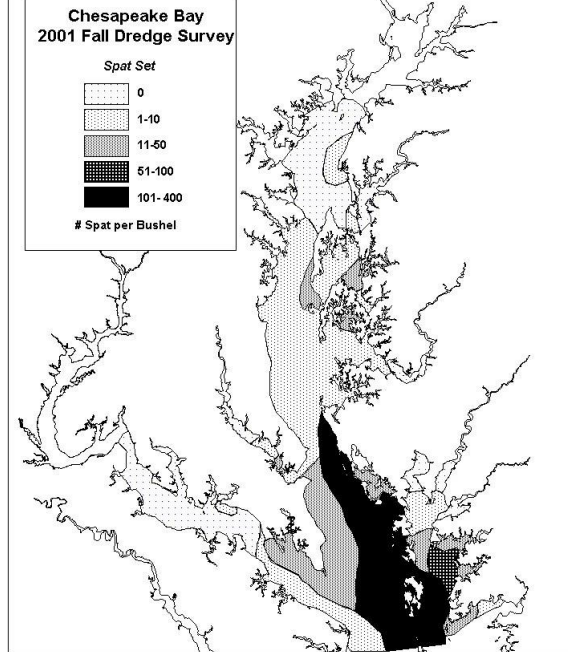 Chesapeake Bay
2001 Fall Dredge Survey
Spat Set
0
1-10
11-50
51-100
101- 400
# Spat per Bushel